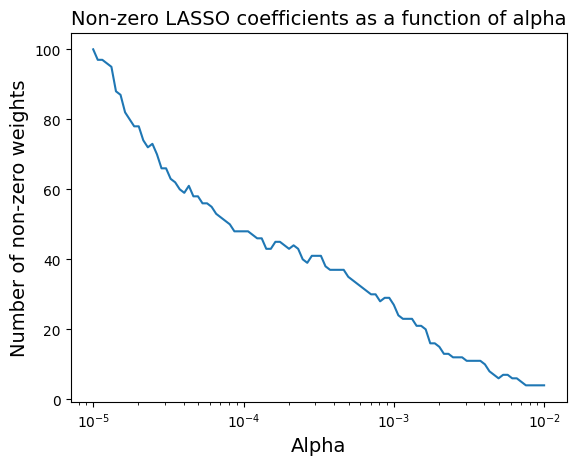 Non-zero LASSO coefficients as a function of alpha
Number of non-zero weights
100
80
60
40
20
0
10⁻⁵ 10⁻⁴ 10⁻³ 10⁻²
Alpha